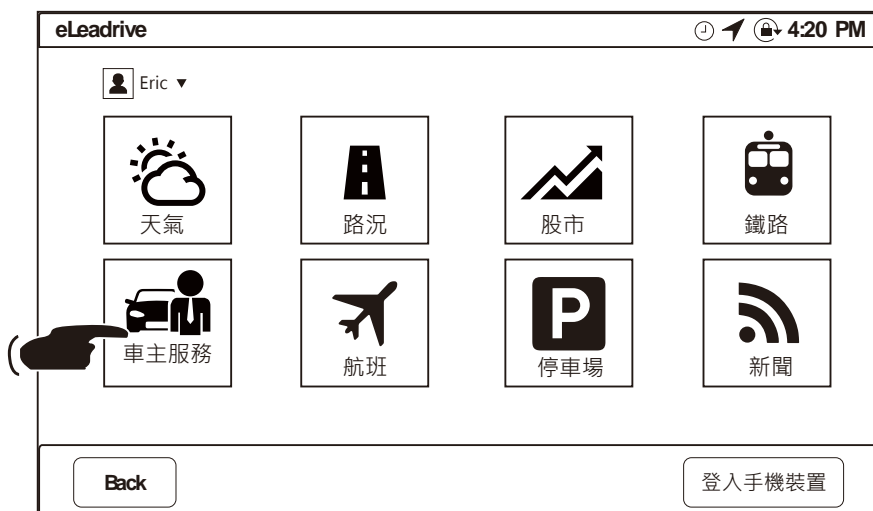 eLeadrive 4:20 PM
Eric ▼
天氣 路況 股市 鐵路
車主服務 航班 P 停車場 新聞
Back 登入手機裝置